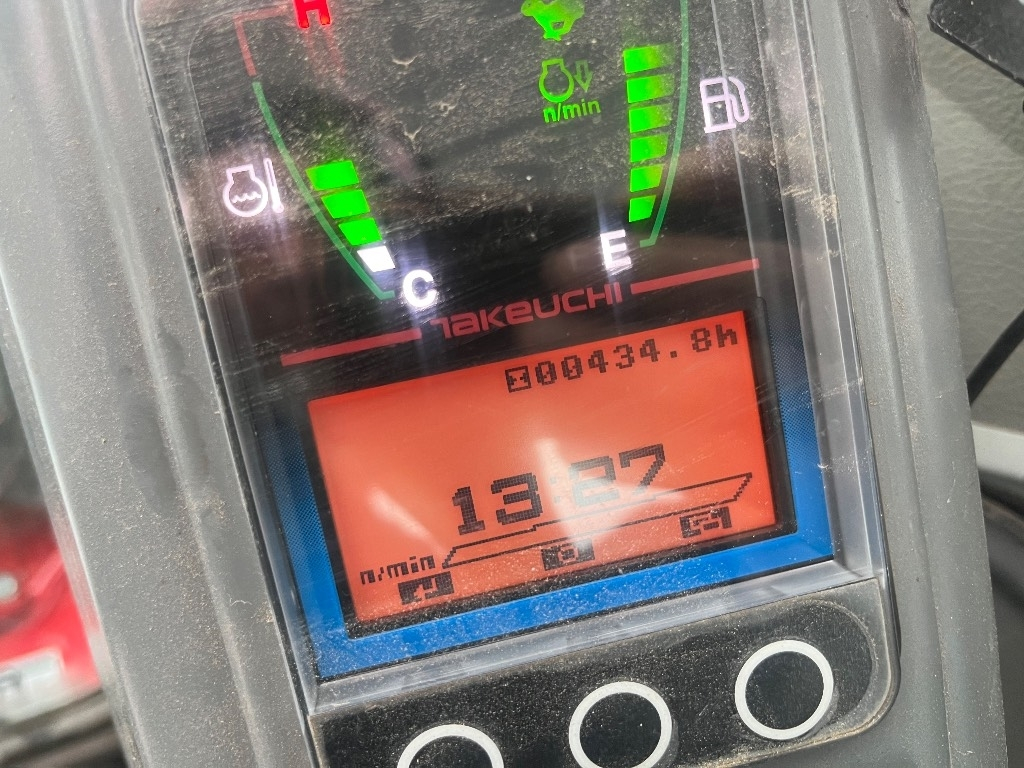 H
n/min
C
E
TAKEUCHI
00434.8h
13:27
n/min